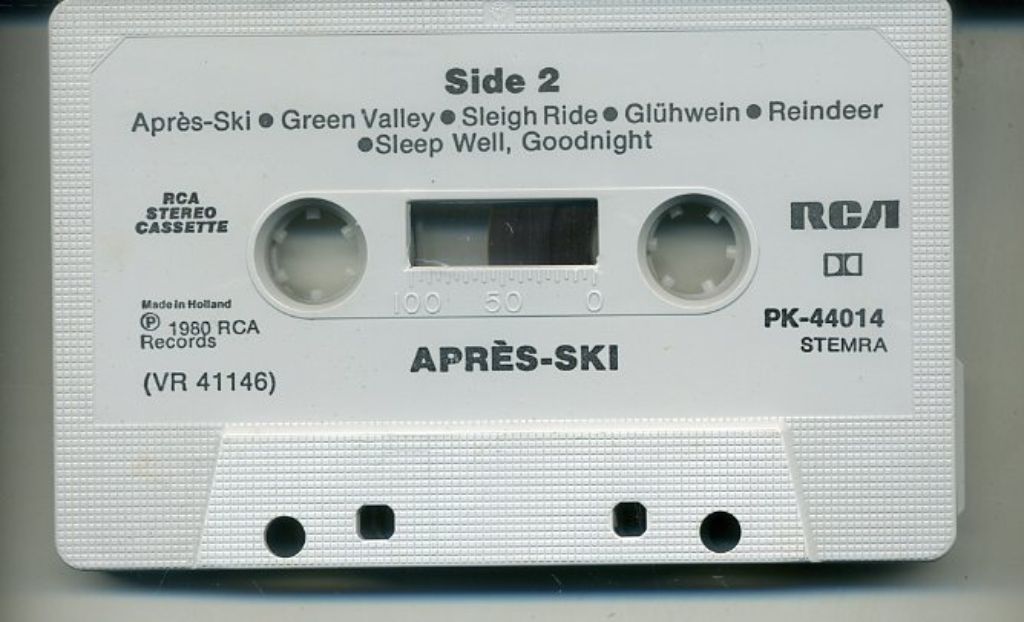 Side 2
Après-Ski ● Green Valley ● Sleigh Ride ● Glühwein ● Reindeer
●Sleep Well, Goodnight
RCA
STEREO
CASSETTE
RCA
100 50 0
Made in Holland
℗ 1980 RCA
Records
PK-44014
STEMRA
APRÈS-SKI
(VR 41146)